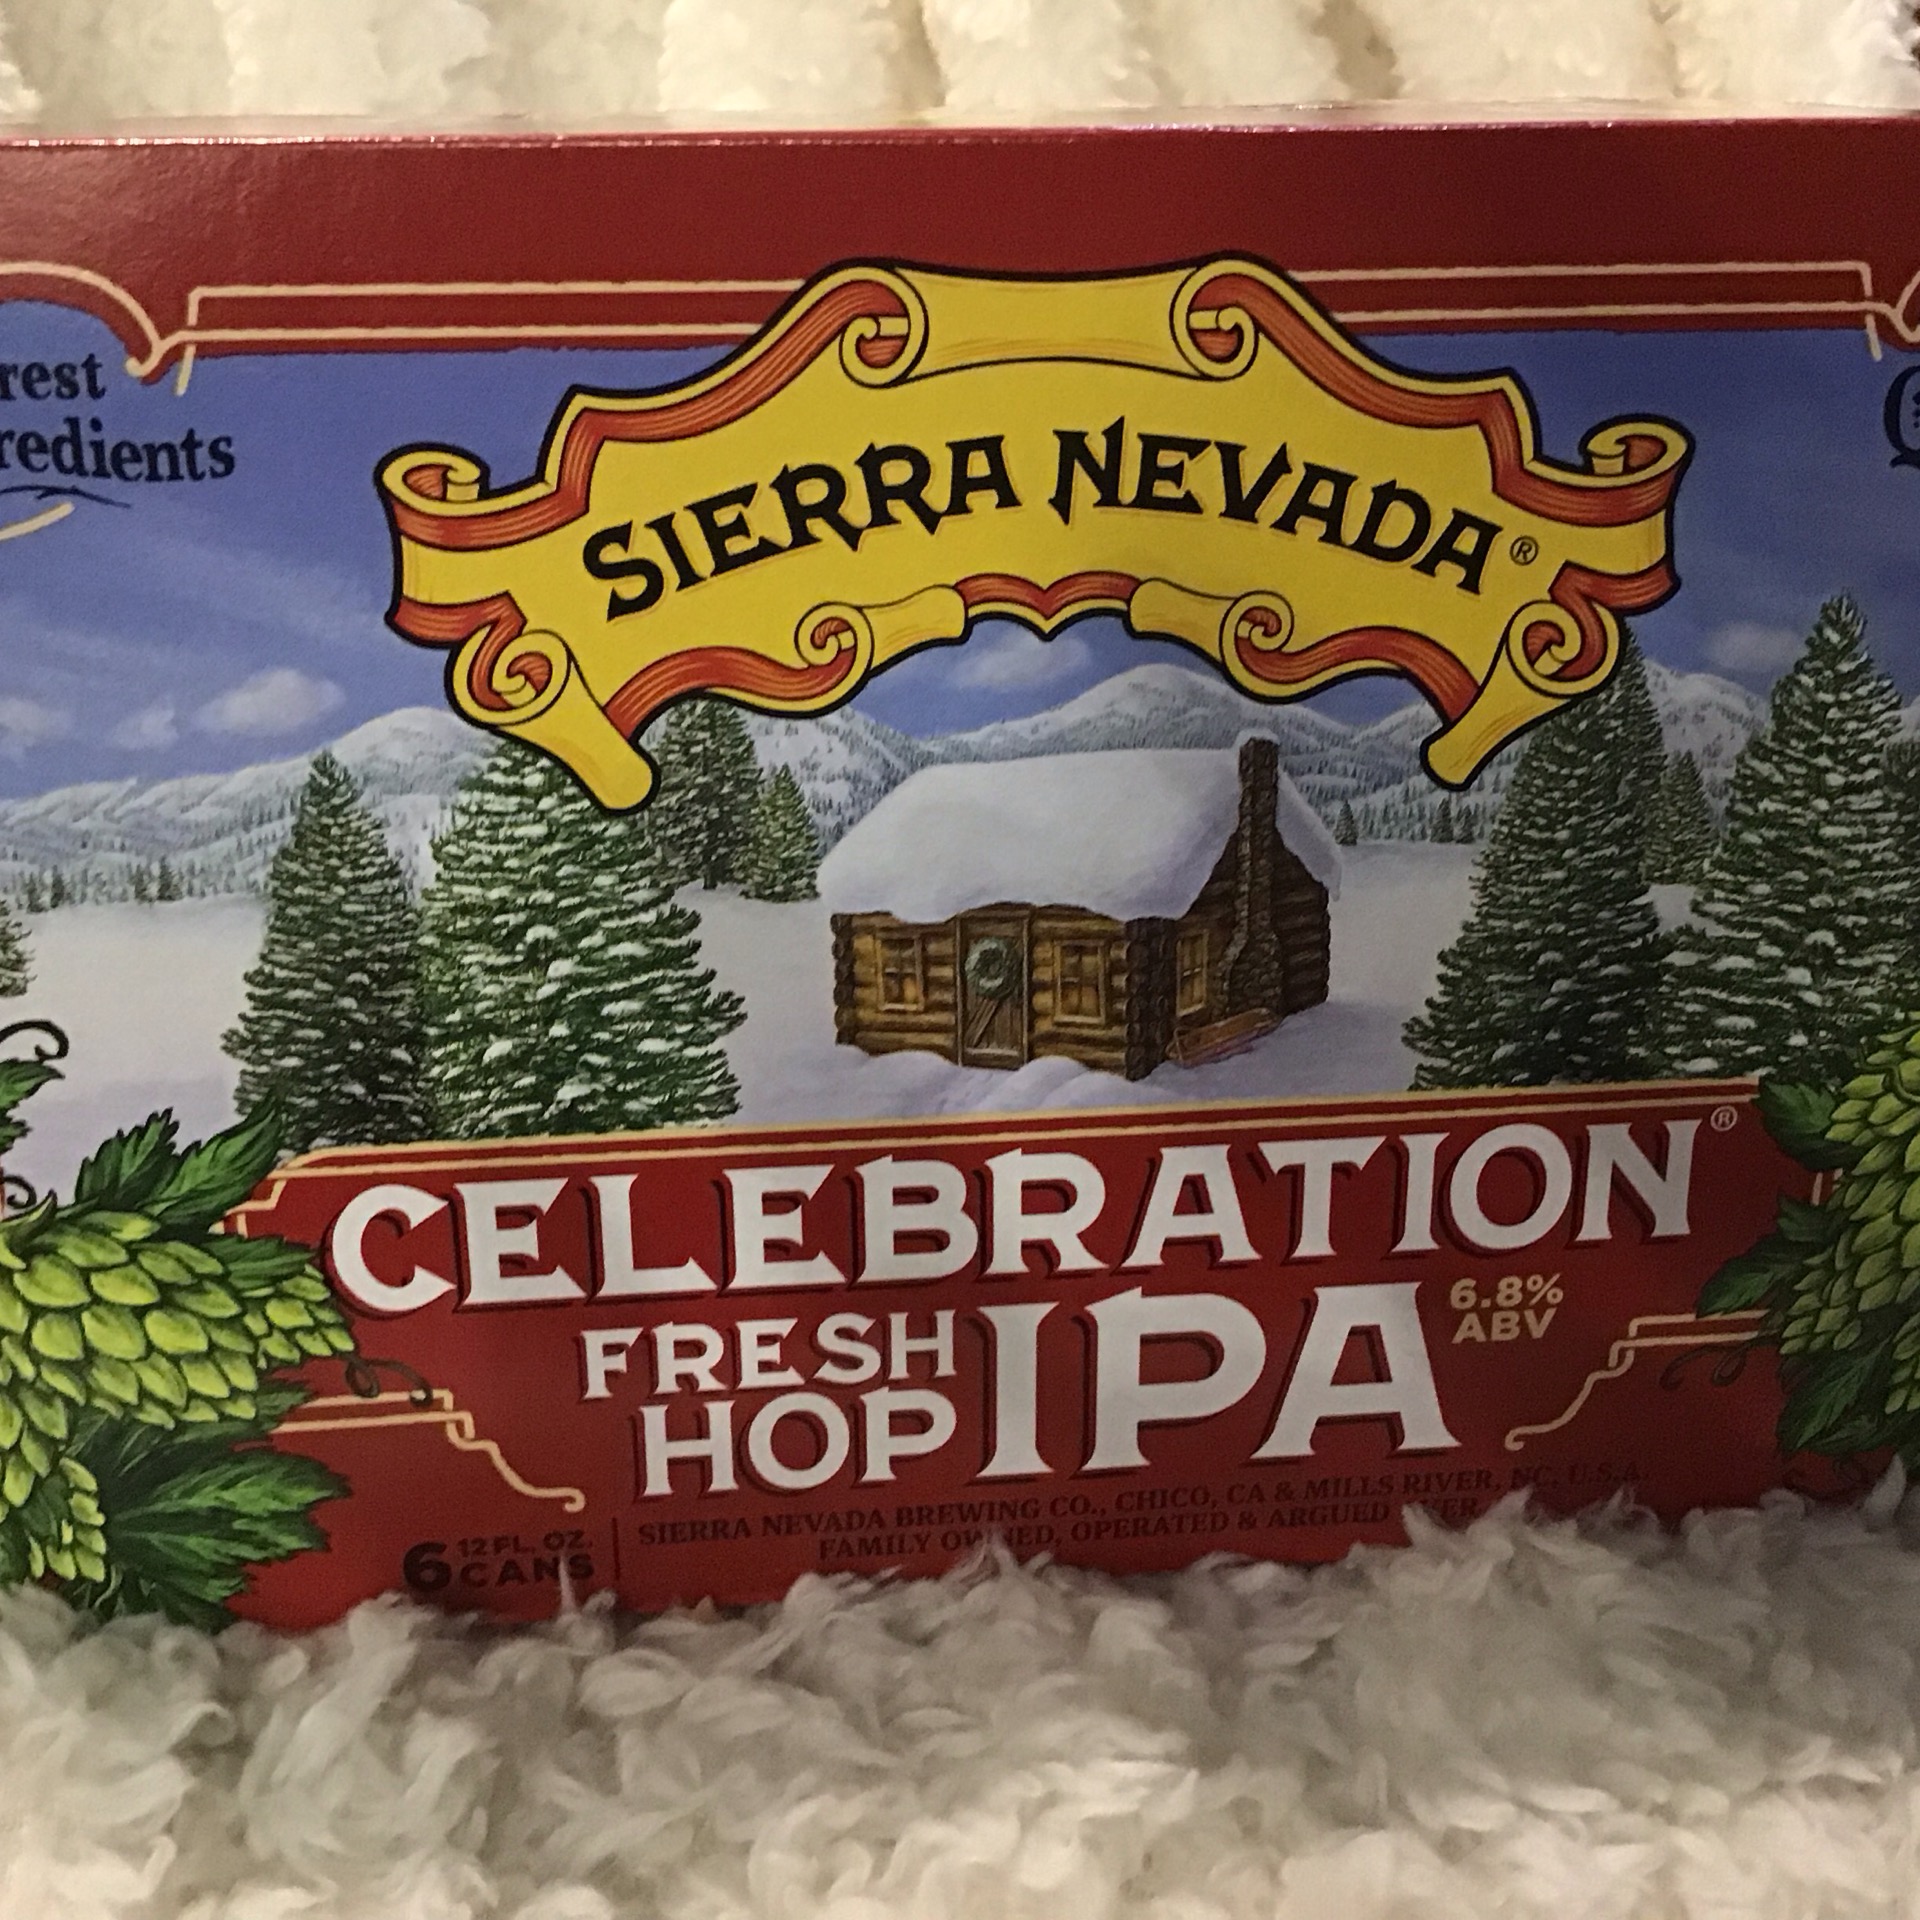 rest
redients
SIERRA NEVADA®
CELEBRATION®
FRESH
HOP
IPA
6.8%
ABV
6 12 FL. OZ.
CANS
SIERRA NEVADA BREWING CO., CHICO, CA & MILLS RIVER, NC, U.S.A.
FAMILY OWNED, OPERATED & ARGUED OVER